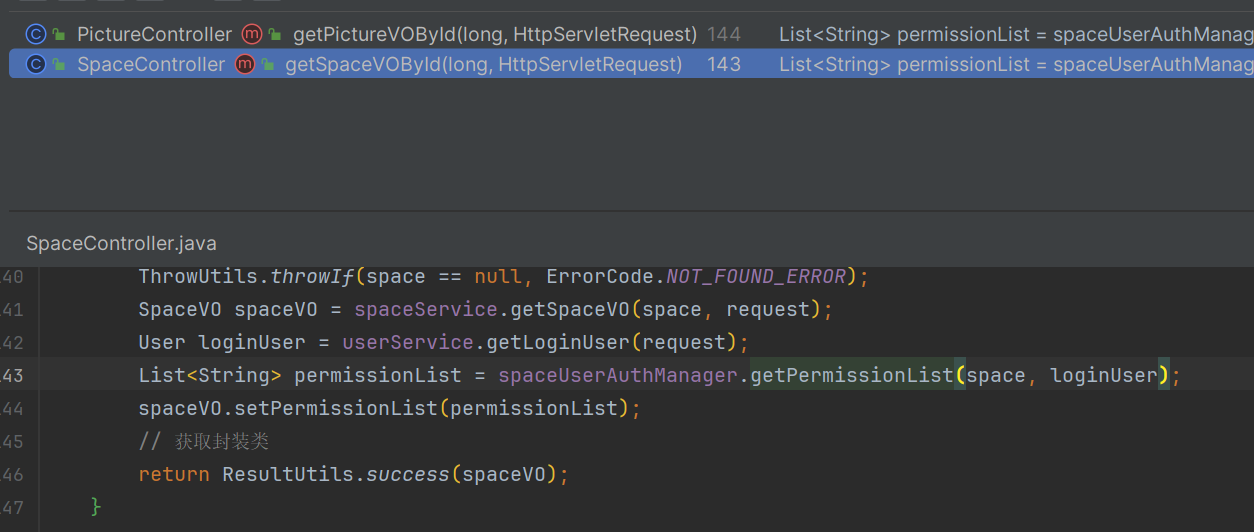 C PictureController m getPictureVOById(long, HttpServletRequest) 144 List<String> permissionList = spaceUserAuthManag
C SpaceController m getSpaceVOById(long, HttpServletRequest) 143 List<String> permissionList = spaceUserAuthManag
SpaceController.java
40 ThrowUtils.throwIf(space == null, ErrorCode.NOT_FOUND_ERROR);
41 SpaceVO spaceVO = spaceService.getSpaceVO(space, request);
42 User loginUser = userService.getLoginUser(request);
43 List<String> permissionList = spaceUserAuthManager.getPermissionList(space, loginUser);
44 spaceVO.setPermissionList(permissionList);
45 // 获取封装类
46 return ResultUtils.success(spaceVO);
47 }